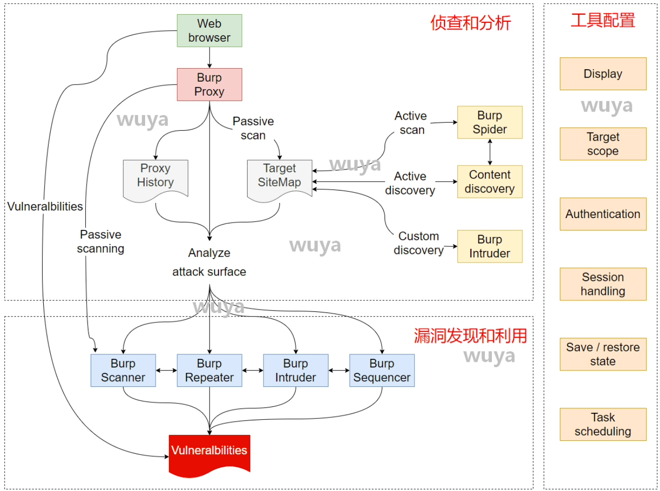 Web
browser
侦查和分析
工具配置
Burp
Proxy
Display
wuya
wuya
Passive
scan
Active
scan
Burp
Spider
Target
scope
wuya
Proxy
History
Target
SiteMap
Active
discovery
Content
discovery
Vulneralbilities
Authentication
Passive
scanning
Analyze
attack surface
wuya
Custom
discovery
Burp
Intruder
Session
handling
wuya
漏洞发现和利用
wuya
Burp
Scanner
Burp
Repeater
Burp
Intruder
Burp
Sequencer
Save / restore
state
Task
scheduling
Vulneralbilities